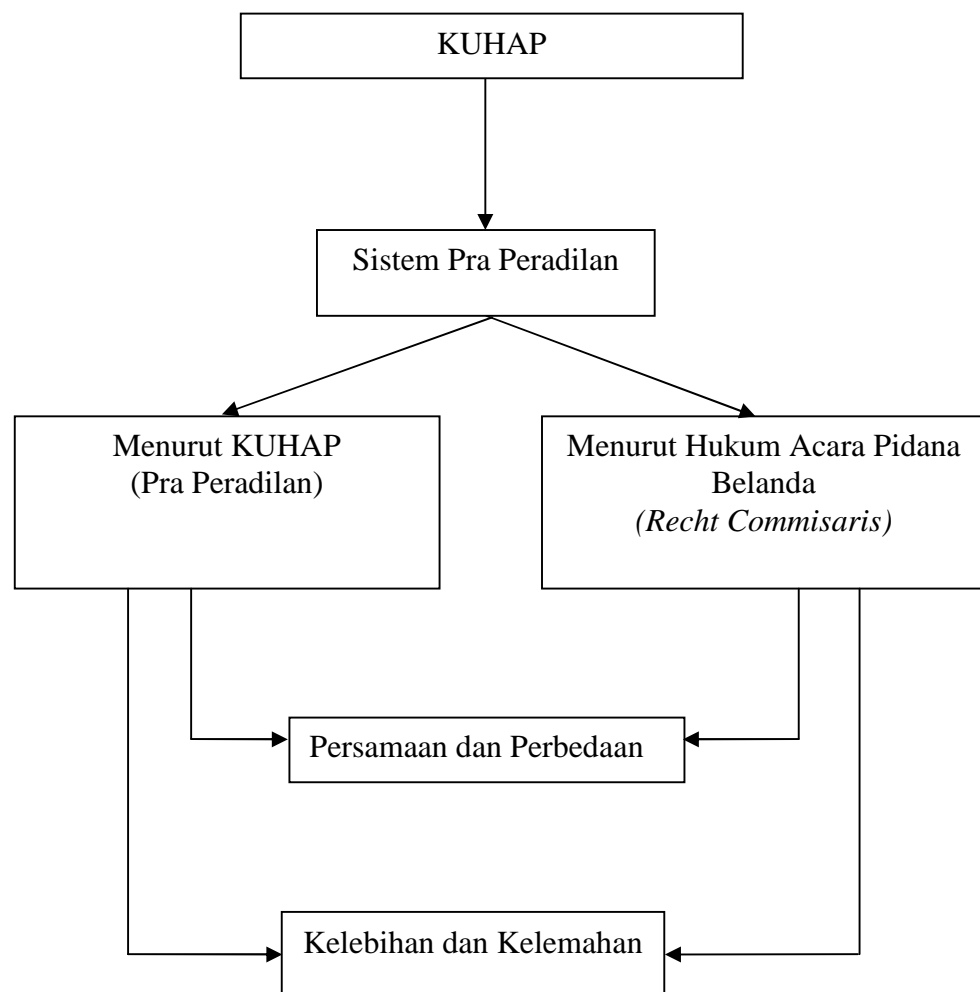 KUHAP
Sistem Pra Peradilan
Menurut KUHAP
(Pra Peradilan)
Menurut Hukum Acara Pidana
Belanda
(Recht Commisaris)
Persamaan dan Perbedaan
Kelebihan dan Kelemahan